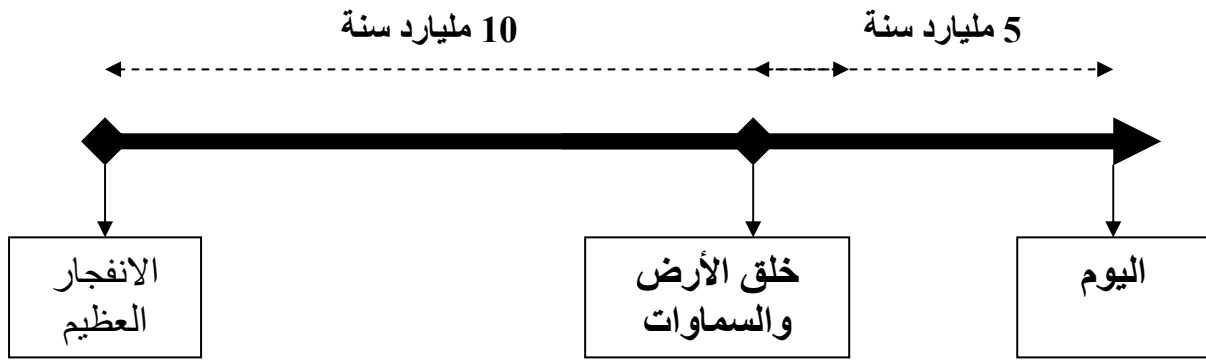 10 مليارد سنة
5 مليارد سنة
الانفجار
العظيم
خلق الأرض
والسماوات
اليوم